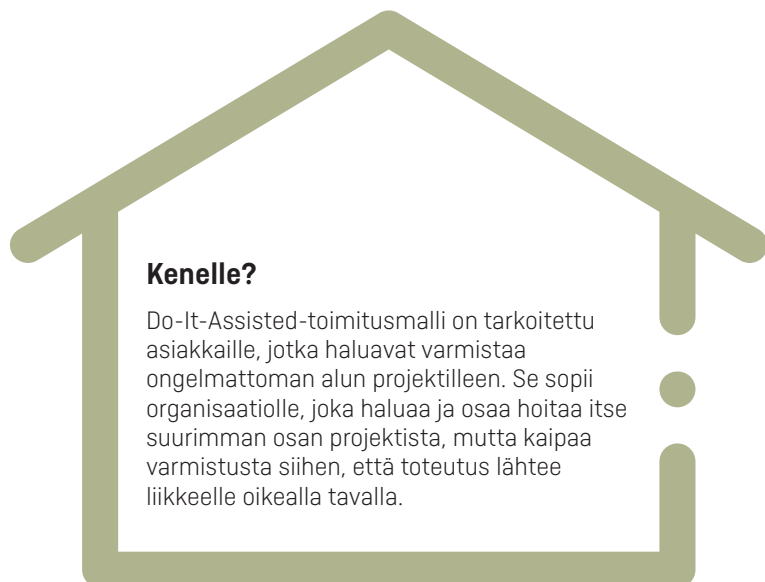 Kenelle?
Do-It-Assisted-toimitusmalli on tarkoitettu
asiakkaille, jotka haluavat varmistaa
ongelmattoman alun projektilleen. Se sopii
organisaatiolle, joka haluaa ja osaa hoitaa itse
suurimman osan projektista, mutta kaipaa
varmistusta siihen, että toteutus lähtee
liikkeelle oikealla tavalla.